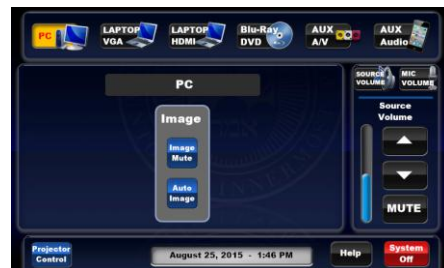 PC
LAPTOP
VGA
LAPTOP
HDMI
Blu-Ray
DVD
AUX
A/V
AUX
Audio
PC
Image
Image
Mute
Auto
Image
SOURCE
VOLUME
MIC
VOLUME
Source
Volume
MUTE
Projector
Control
August 25, 2015 - 1:46 PM
Help
System
Off